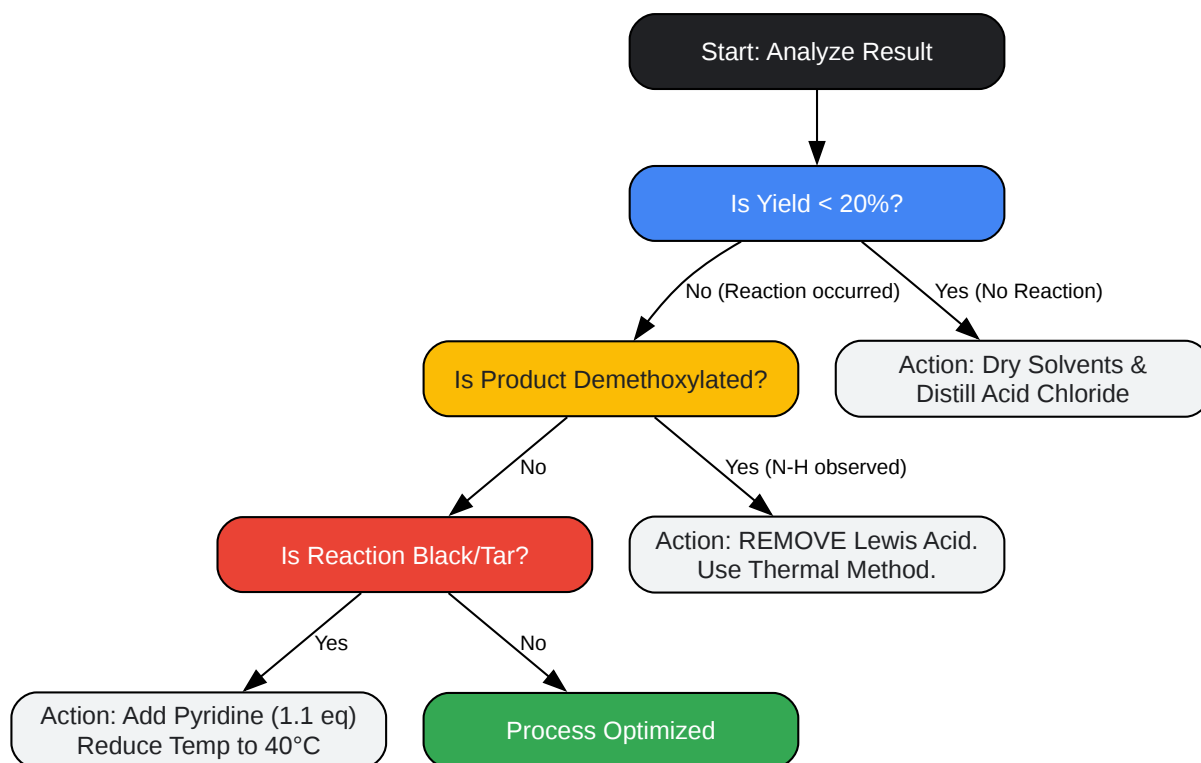 Start: Analyze Result
Is Yield < 20%?
No (Reaction occurred)
Yes (No Reaction)
Is Product Demethoxylated?
Action: Dry Solvents &
Distill Acid Chloride
No
Yes (N-H observed)
Is Reaction Black/Tar?
Action: REMOVE Lewis Acid.
Use Thermal Method.
Yes
No
Action: Add Pyridine (1.1 eq)
Reduce Temp to 40°C
Process Optimized